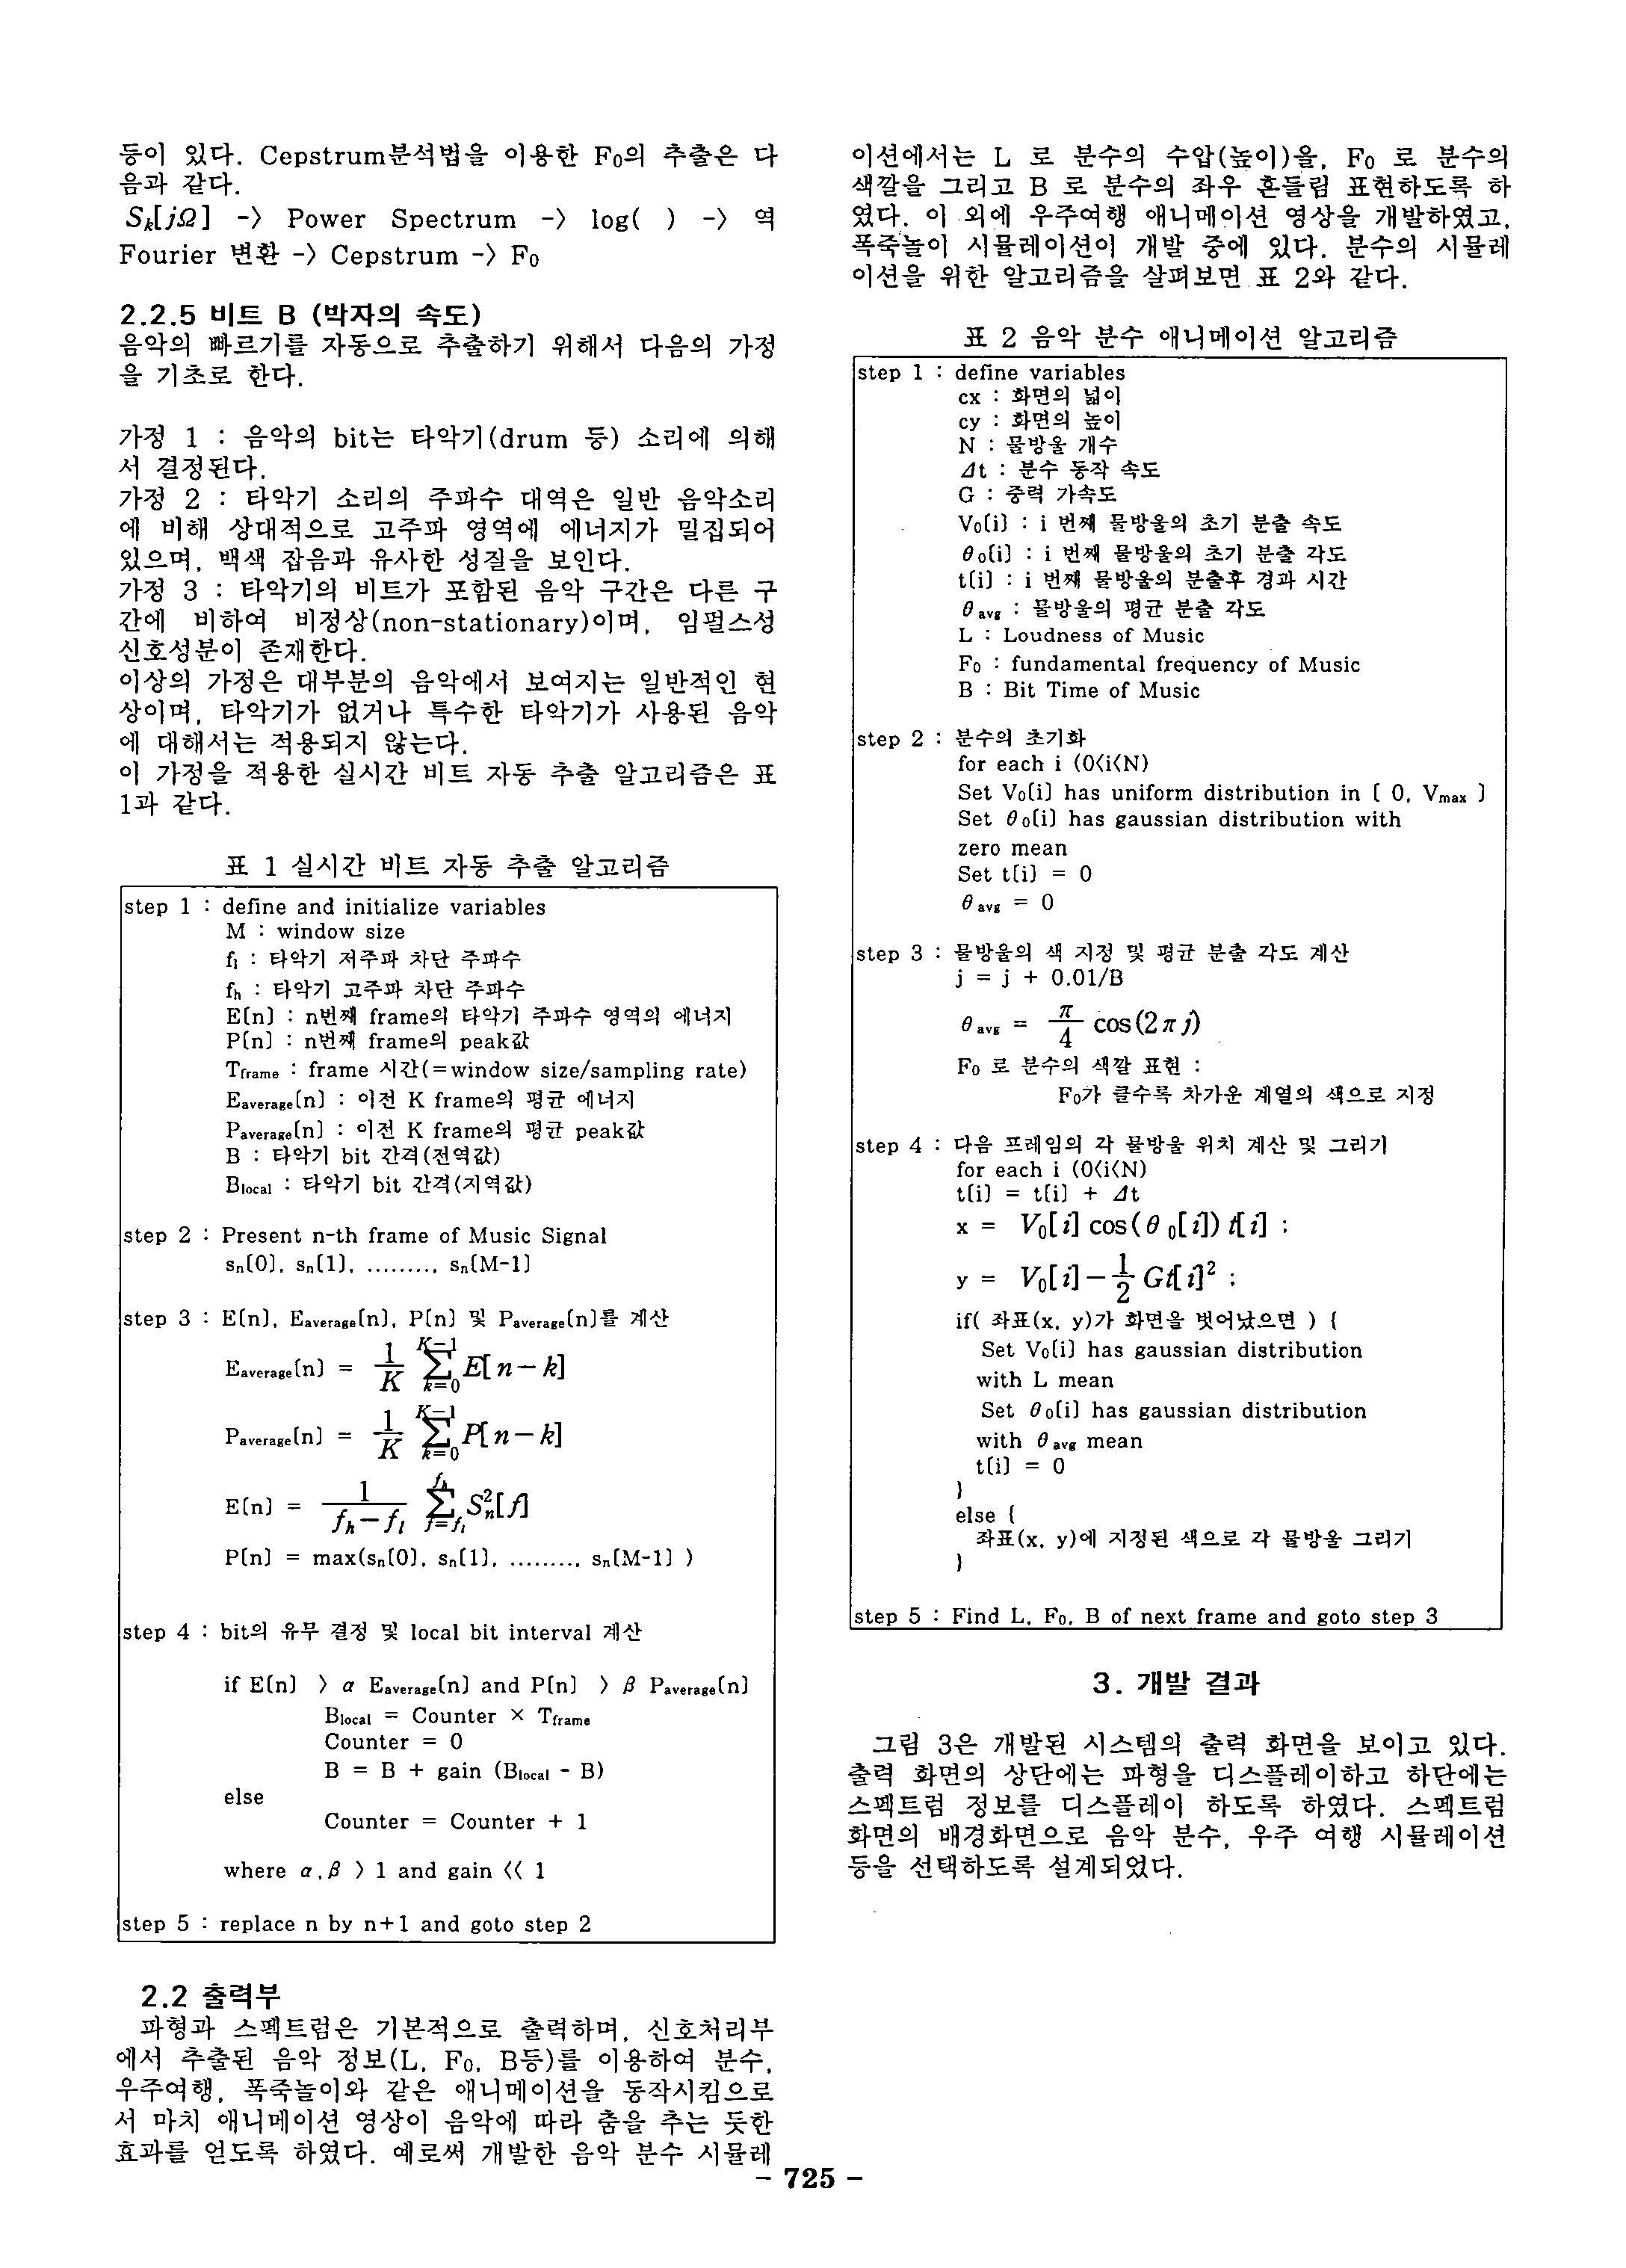 등이 있다. Cepstrum분석법을 이용한 F₀의 추출은 다
음과 같다.
Sₖ[jΩ] -> Power Spectrum -> log( ) -> 역
Fourier 변환 -> Cepstrum -> F₀
2.2.5 비트 B (박자의 속도)
음악의 빠르기를 자동으로 추출하기 위해서 다음의 가정
을 기초로 한다.
가정 1 : 음악의 bit는 타악기(drum 등) 소리에 의해
서 결정된다.
가정 2 : 타악기 소리의 주파수 대역은 일반 음악소리
에 비해 상대적으로 고주파 영역에 에너지가 밀집되어
있으며, 백색 잡음과 유사한 성질을 보인다.
가정 3 : 타악기의 비트가 포함된 음악 구간은 다른 구
간에 비하여 비정상(non-stationary)이며, 임펄스성
신호성분이 존재한다.
이상의 가정은 대부분의 음악에서 보여지는 일반적인 현
상이며, 타악기가 없거나 특수한 타악기가 사용된 음악
에 대해서는 적용되지 않는다.
이 가정을 적용한 실시간 비트 자동 추출 알고리즘은 표
1과 같다.
표 1 실시간 비트 자동 추출 알고리즘
step 1 : define and initialize variables
M : window size
f_l : 타악기 저주파 차단 주파수
f_h : 타악기 고주파 차단 주파수
E[n] : n번째 frame의 타악기 주파수 영역의 에너지
P[n] : n번째 frame의 peak값
T_frame : frame 시간(=window size/sampling rate)
E_average[n] : 이전 K frame의 평균 에너지
P_average[n] : 이전 K frame의 평균 peak값
B : 타악기 bit 간격(전역값)
B_local : 타악기 bit 간격(지역값)
step 2 : Present n-th frame of Music Signal
s_n[0], s_n[1], ........, s_n[M-1]
step 3 : E[n], E_average[n], P[n] 및 P_average[n]를 계산
E_average[n] = 1/K Σ_{k=0}^{K-1} E[n-k]
P_average[n] = 1/K Σ_{k=0}^{K-1} P[n-k]
E[n] = 1/(f_h-f_l) Σ_{f=f_l}^{f_h} S_n^2[f]
P[n] = max(s_n[0], s_n[1], ........, s_n[M-1] )
step 4 : bit의 유무 결정 및 local bit interval 계산
if E[n] > α E_average[n] and P[n] > β P_average[n]
B_local = Counter × T_frame
Counter = 0
B = B + gain (B_local - B)
else
Counter = Counter + 1
where α,β > 1 and gain << 1
step 5 : replace n by n+1 and goto step 2
2.2 출력부
파형과 스펙트럼은 기본적으로 출력하며, 신호처리부
에서 추출된 음악 정보(L, F₀, B등)를 이용하여 분수,
우주여행, 폭죽놀이와 같은 애니메이션을 동작시킴으로
서 마치 애니메이션 영상이 음악에 따라 춤을 추는 듯한
효과를 얻도록 하였다. 예로써 개발한 음악 분수 시뮬레
이션에서는 L 로 분수의 수압(높이)을, F₀ 로 분수의
색깔을 그리고 B 로 분수의 좌우 흔들림 표현하도록 하
였다. 이 외에 우주여행 애니메이션 영상을 개발하였고,
폭죽놀이 시뮬레이션이 개발 중에 있다. 분수의 시뮬레
이션을 위한 알고리즘을 살펴보면 표 2와 같다.
표 2 음악 분수 애니메이션 알고리즘
step 1 : define variables
cx : 화면의 넓이
cy : 화면의 높이
N : 물방울 개수
Δt : 분수 동작 속도
G : 중력 가속도
V₀[i] : i 번째 물방울의 초기 분출 속도
θ₀[i] : i 번째 물방울의 초기 분출 각도
t[i] : i 번째 물방울의 분출후 경과 시간
θ_avg : 물방울의 평균 분출 각도
L : Loudness of Music
F₀ : fundamental frequency of Music
B : Bit Time of Music
step 2 : 분수의 초기화
for each i (0<i<N)
Set V₀[i] has uniform distribution in [ 0, V_max ]
Set θ₀[i] has gaussian distribution with
zero mean
Set t[i] = 0
θ_avg = 0
step 3 : 물방울의 색 지정 및 평균 분출 각도 계산
j = j + 0.01/B
θ_avg = π/4 cos(2πj)
F₀ 로 분수의 색깔 표현 :
F₀가 클수록 차가운 계열의 색으로 지정
step 4 : 다음 프레임의 각 물방울 위치 계산 및 그리기
for each i (0<i<N)
t[i] = t[i] + Δt
x = V₀[i] cos(θ₀[i]) t[i] ;
y = V₀[i] - 1/2 Gt[i]² ;
if( 좌표(x, y)가 화면을 벗어났으면 ) {
Set V₀[i] has gaussian distribution
with L mean
Set θ₀[i] has gaussian distribution
with θ_avg mean
t[i] = 0
}
else {
좌표(x, y)에 지정된 색으로 각 물방울 그리기
}
step 5 : Find L, F₀, B of next frame and goto step 3
3. 개발 결과
그림 3은 개발된 시스템의 출력 화면을 보이고 있다.
출력 화면의 상단에는 파형을 디스플레이하고 하단에는
스펙트럼 정보를 디스플레이 하도록 하였다. 스펙트럼
화면의 배경화면으로 음악 분수, 우주 여행 시뮬레이션
등을 선택하도록 설계되었다.
- 725 -